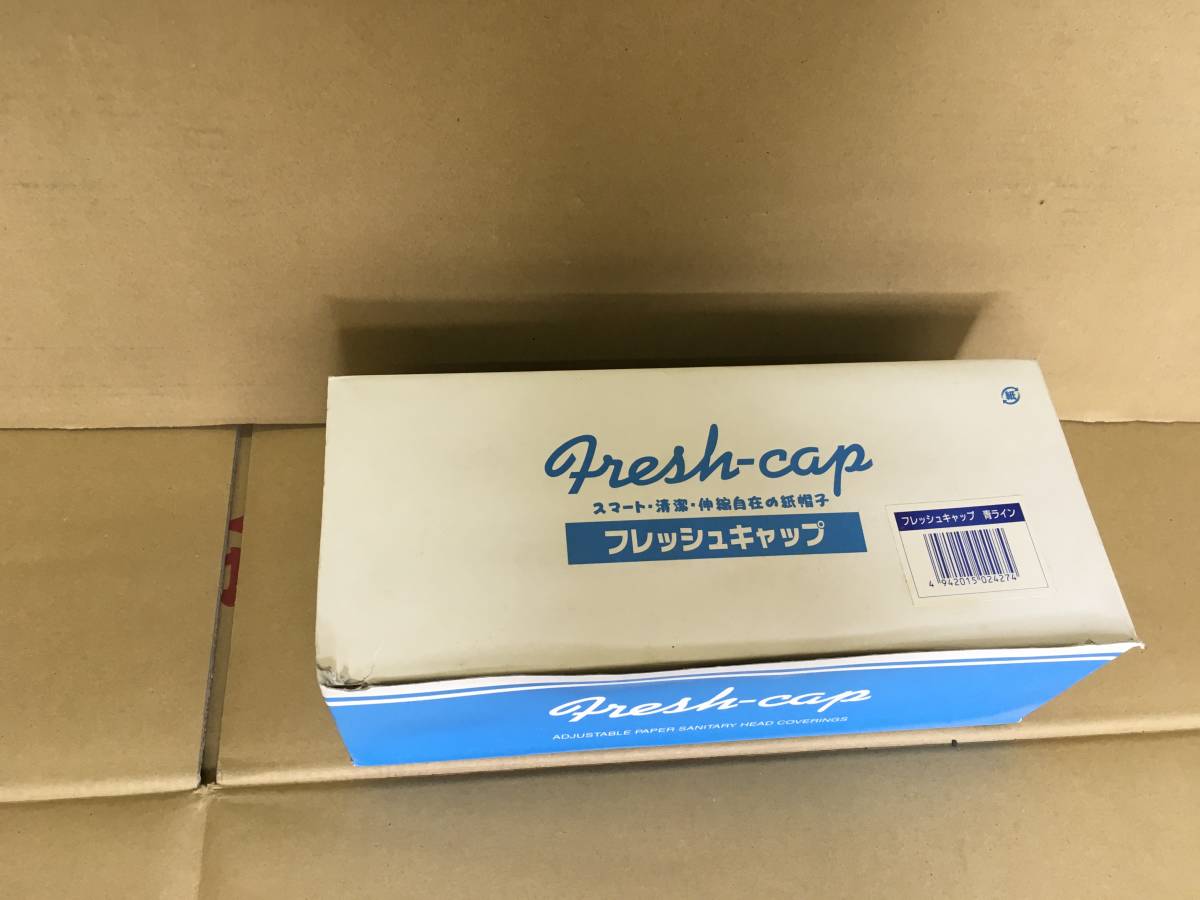 紙
Fresh-cap
スマート・清潔・伸縮自在の紙帽子
フレッシュキャップ
フレッシュキャップ 青ライン
4 942015 024274
Fresh-cap
ADJUSTABLE PAPER SANITARY HEAD COVERINGS